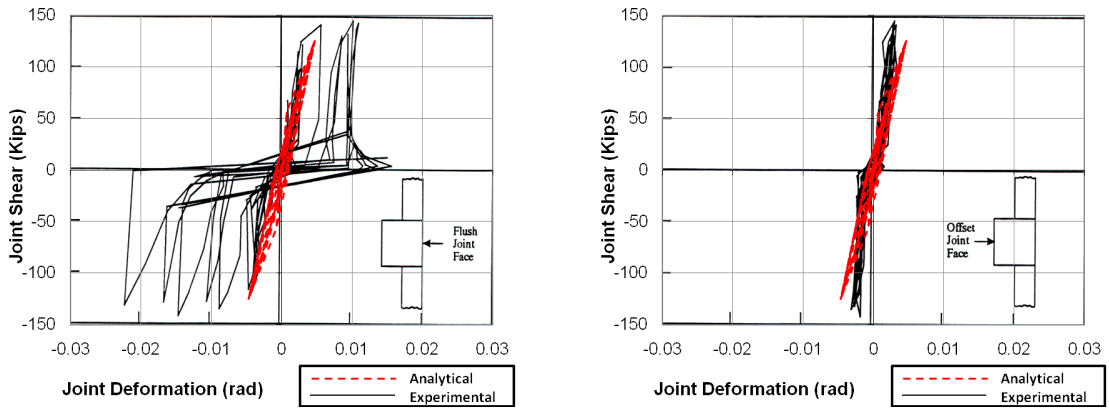 150
100
50
0
-50
-100
-150
-0.03
-0.02
-0.01
0
0.01
0.02
0.03
Joint Shear (Kips)
Joint Deformation (rad)
Flush
Joint
Face
Analytical
Experimental
150
100
50
0
-50
-100
-150
-0.03
-0.02
-0.01
0
0.01
0.02
0.03
Joint Shear (Kips)
Joint Deformation (rad)
Offset
Joint
Face
Analytical
Experimental